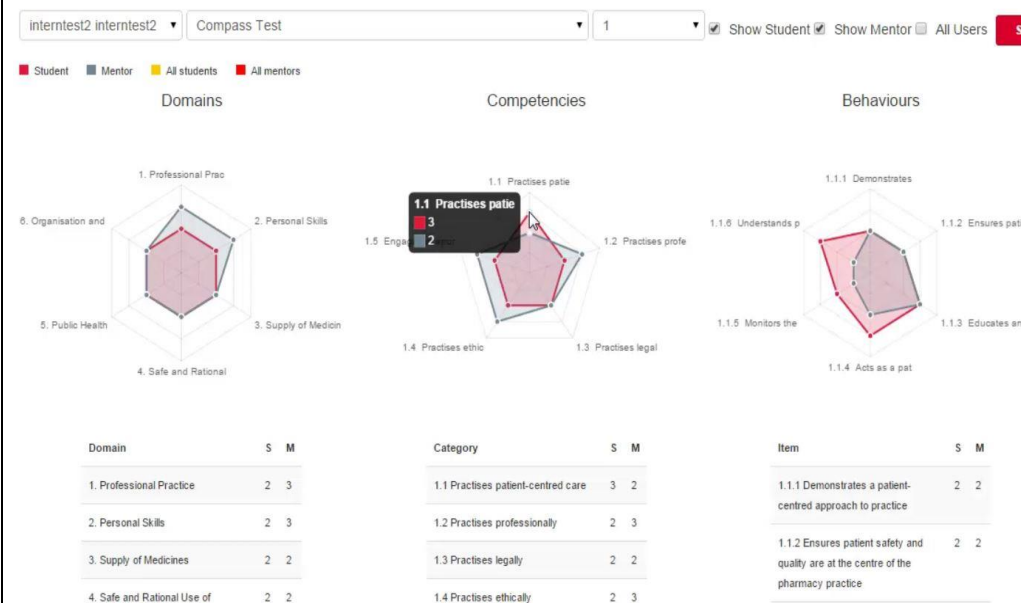 interntest2 interntest2 Compass Test 1 Show Student Show Mentor All Users S
Student Mentor All students All mentors
Domains Competencies Behaviours
1. Professional Prac
2. Personal Skills
3. Supply of Medicin
4. Safe and Rational
5. Public Health
6. Organisation and
1.1 Practises patie
1.1 Practises patie
3
2
1.2 Practises profe
1.3 Practises legal
1.4 Practises ethic
1.5 Engag
1.1.1 Demonstrates
1.1.2 Ensures pati
1.1.3 Educates an
1.1.4 Acts as a pat
1.1.5 Monitors the
1.1.6 Understands p
Domain S M
1. Professional Practice 2 3
2. Personal Skills 2 3
3. Supply of Medicines 2 2
4. Safe and Rational Use of 2 2
Category S M
1.1 Practises patient-centred care 3 2
1.2 Practises professionally 2 3
1.3 Practises legally 2 2
1.4 Practises ethically 2 3
Item S M
1.1.1 Demonstrates a patient- 2 2
centred approach to practice
1.1.2 Ensures patient safety and 2 2
quality are at the centre of the
pharmacy practice